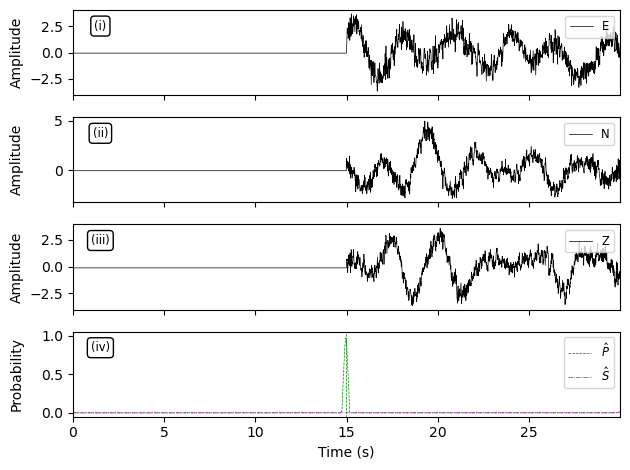 (i)
E
Amplitude
2.5
0.0
−2.5
(ii)
N
Amplitude
5
0
(iii)
Z
Amplitude
2.5
0.0
−2.5
(iv)
P̂
Ŝ
Probability
1.0
0.5
0.0
0 5 10 15 20 25
Time (s)